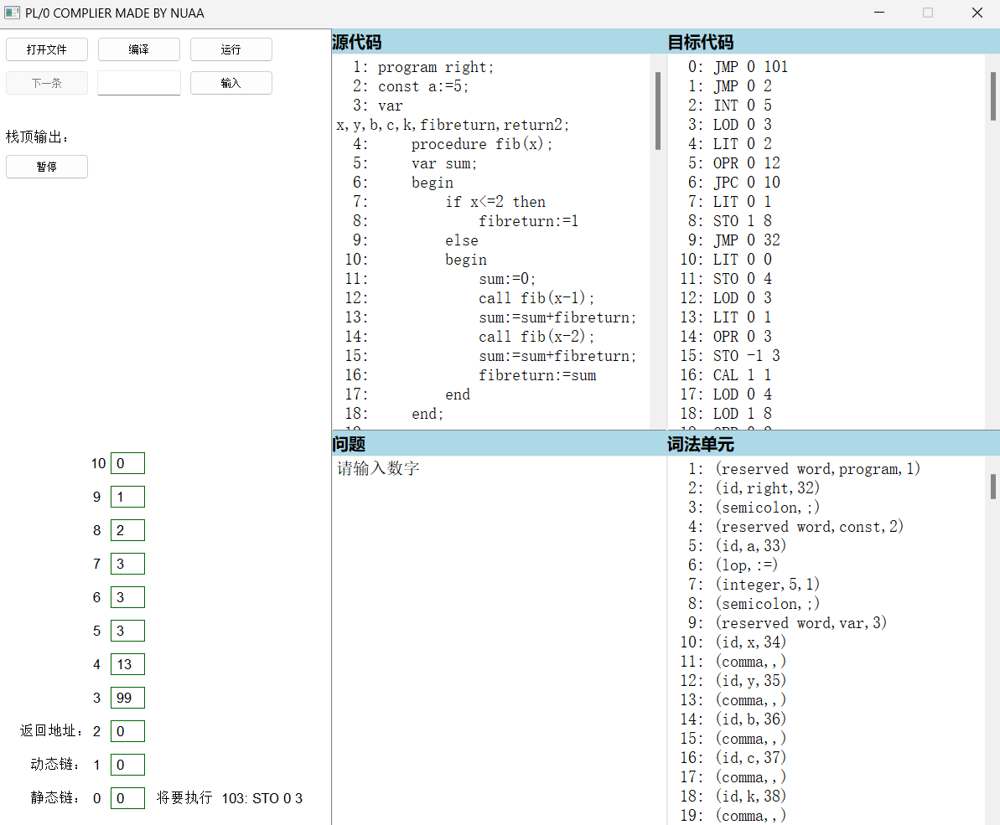 PL/0 COMPLIER MADE BY NUAA
打开文件 编译 运行
下一条 输入
栈顶输出:
暂停
10 0
9 1
8 2
7 3
6 3
5 3
4 13
3 99
返回地址: 2 0
动态链: 1 0
静态链: 0 0 将要执行 103: STO 0 3
源代码
1: program right;
2: const a:=5;
3: var
x,y,b,c,k,fibreturn,return2;
4: procedure fib(x);
5: var sum;
6: begin
7: if x<=2 then
8: fibreturn:=1
9: else
10: begin
11: sum:=0;
12: call fib(x-1);
13: sum:=sum+fibreturn;
14: call fib(x-2);
15: sum:=sum+fibreturn;
16: fibreturn:=sum
17: end
18: end;
目标代码
0: JMP 0 101
1: JMP 0 2
2: INT 0 5
3: LOD 0 3
4: LIT 0 2
5: OPR 0 12
6: JPC 0 10
7: LIT 0 1
8: STO 1 8
9: JMP 0 32
10: LIT 0 0
11: STO 0 4
12: LOD 0 3
13: LIT 0 1
14: OPR 0 3
15: STO -1 3
16: CAL 1 1
17: LOD 0 4
18: LOD 1 8
问题
请输入数字
词法单元
1: (reserved word,program,1)
2: (id,right,32)
3: (semicolon,;)
4: (reserved word,const,2)
5: (id,a,33)
6: (lop,:=)
7: (integer,5,1)
8: (semicolon,;)
9: (reserved word,var,3)
10: (id,x,34)
11: (comma,,)
12: (id,y,35)
13: (comma,,)
14: (id,b,36)
15: (comma,,)
16: (id,c,37)
17: (comma,,)
18: (id,k,38)
19: (comma,,)